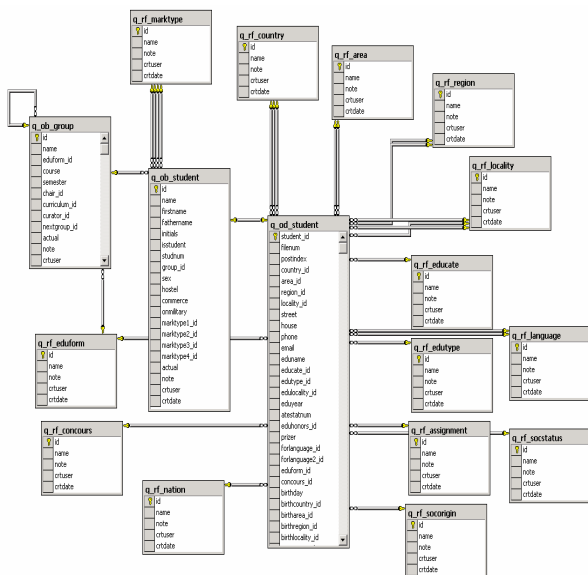 q_rf_marktype
id
name
note
crtuser
crtdate
q_rf_country
id
name
note
crtuser
crtdate
q_rf_area
id
name
note
crtuser
crtdate
q_rf_region
id
name
note
crtuser
crtdate
q_ob_group
id
name
eduform_id
course
semester
chair_id
curriculum_id
curator_id
nextgroup_id
actual
note
crtuser
q_ob_student
id
name
firstname
fathername
initials
isstudent
studnum
group_id
sex
hostel
commerce
onmilitary
marktype1_id
marktype2_id
marktype3_id
marktype4_id
actual
note
crtuser
crtdate
q_rf_locality
id
name
note
crtuser
crtdate
q_od_student
student_id
filenum
postindex
country_id
area_id
region_id
locality_id
street
house
phone
email
eduname
educate_id
edutype_id
edulocality_id
eduyear
atestatnum
eduhonors_id
prizer
forlanguage_id
forlanguage2_id
eduform_id
concours_id
birthday
birthcountry_id
birtharea_id
birthregion_id
birthlocality_id
q_rf_educate
id
name
note
crtuser
crtdate
q_rf_language
id
name
note
crtuser
crtdate
q_rf_eduform
id
name
note
crtuser
crtdate
q_rf_edutype
id
name
note
crtuser
crtdate
q_rf_concours
id
name
note
crtuser
crtdate
q_rf_assignment
id
name
note
crtuser
crtdate
q_rf_socstatus
id
name
note
crtuser
crtdate
q_rf_nation
id
name
note
crtuser
crtdate
q_rf_socorigin
id
name
note
crtuser
crtdate